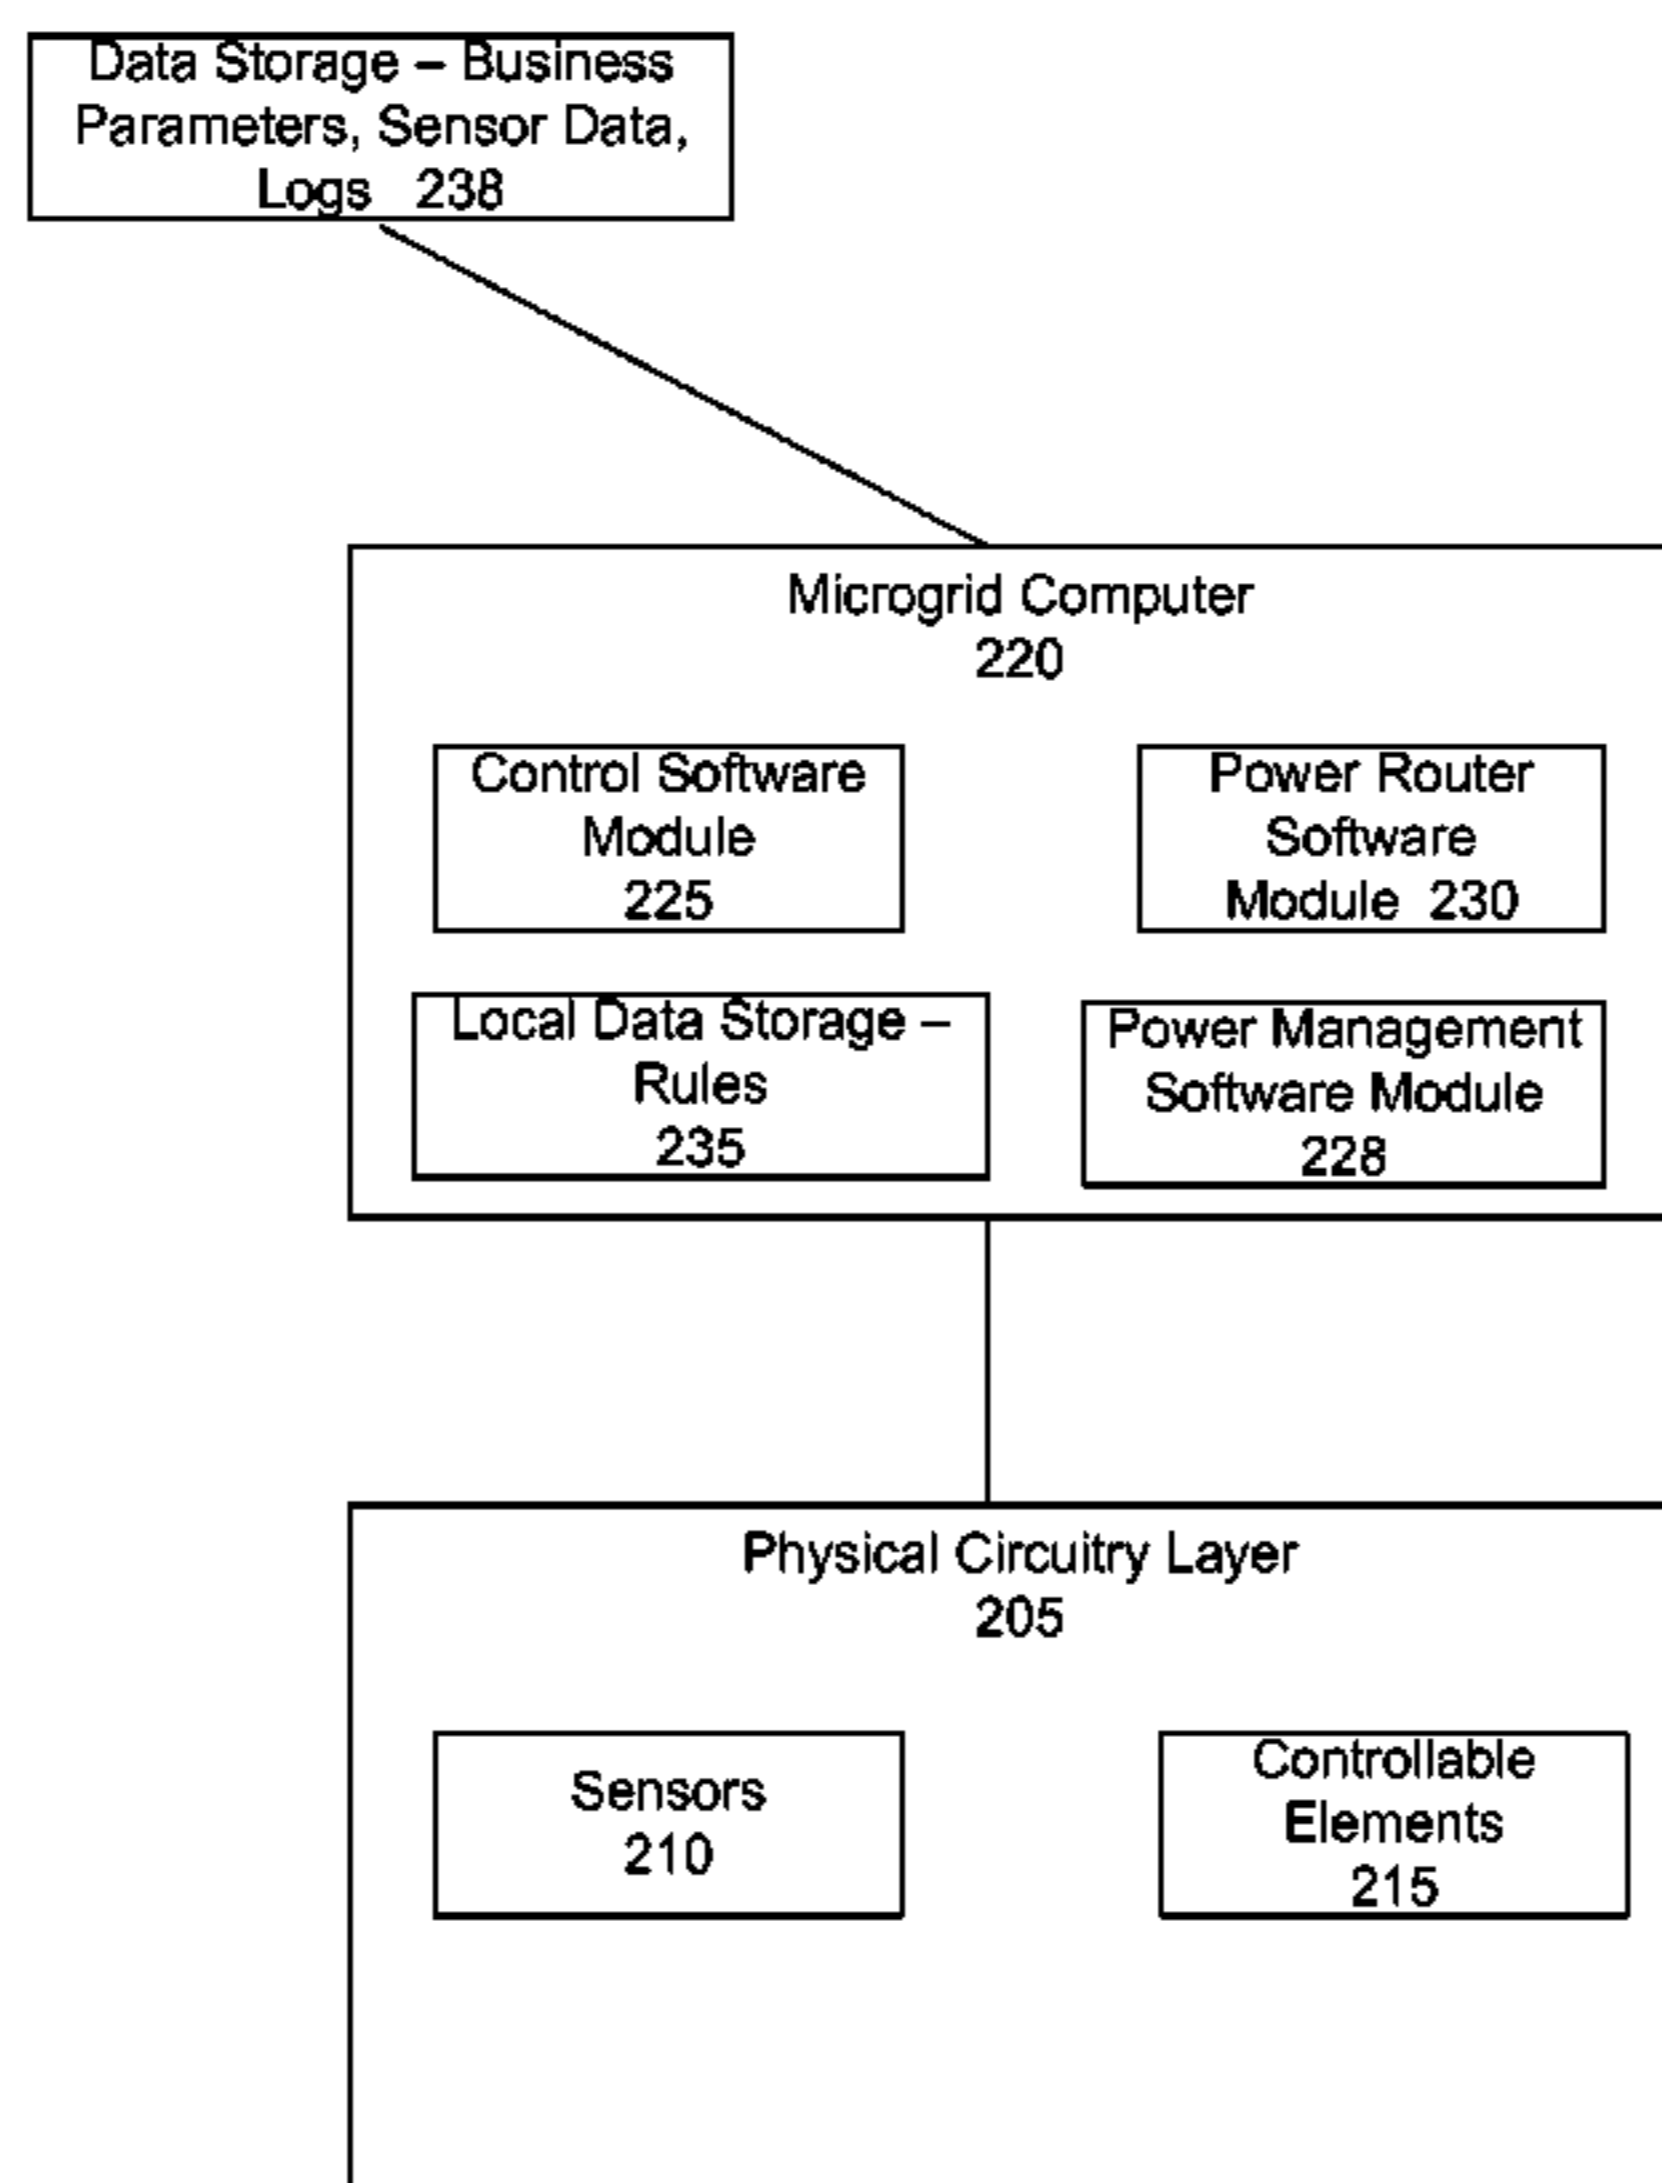 Data Storage – Business
Parameters, Sensor Data,
Logs 238
Microgrid Computer
220
Control Software
Module
225
Power Router
Software
Module 230
Local Data Storage –
Rules
235
Power Management
Software Module
228
Physical Circuitry Layer
205
Sensors
210
Controllable
Elements
215